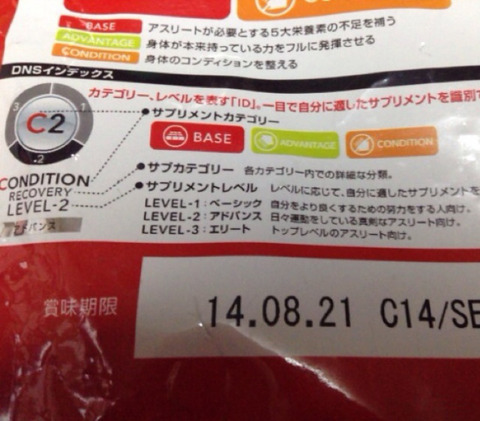 BASE アスリートが必要とする5大栄養素の不足を補う
ADVANTAGE 身体が本来持っている力をフルに発揮させる
CONDITION 身体のコンディションを整える
DNSインデックス
カテゴリー、レベルを表す「ID」。一目で自分に適したサプリメントを識別で
サプリメントカテゴリー
3 1
C2
.2
BASE ADVANTAGE CONDITION
サブカテゴリー 各カテゴリー内での詳細な分類。
サプリメントレベル レベルに応じて、自分に適したサプリメントを
CONDITION
RECOVERY
LEVEL-2
アドバンス
LEVEL-1:ベーシック 自分をより良くするための努力をする人向け。
LEVEL-2:アドバンス 日々運動をしている真剣なアスリート向け。
LEVEL-3:エリート トップレベルのアスリート向け。
賞味期限 14.08.21 C14/SE